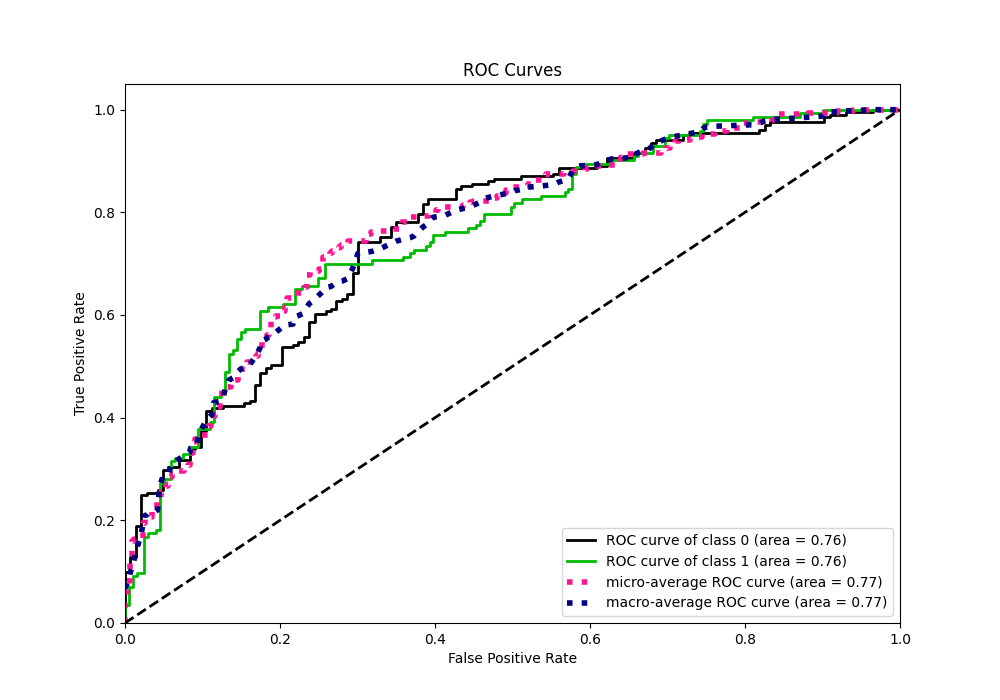 ROC Curves
True Positive Rate
1.0
0.8
0.6
0.4
0.2
0.0
ROC curve of class 0 (area = 0.76)
ROC curve of class 1 (area = 0.76)
micro-average ROC curve (area = 0.77)
macro-average ROC curve (area = 0.77)
0.0 0.2 0.4 0.6 0.8 1.0
False Positive Rate